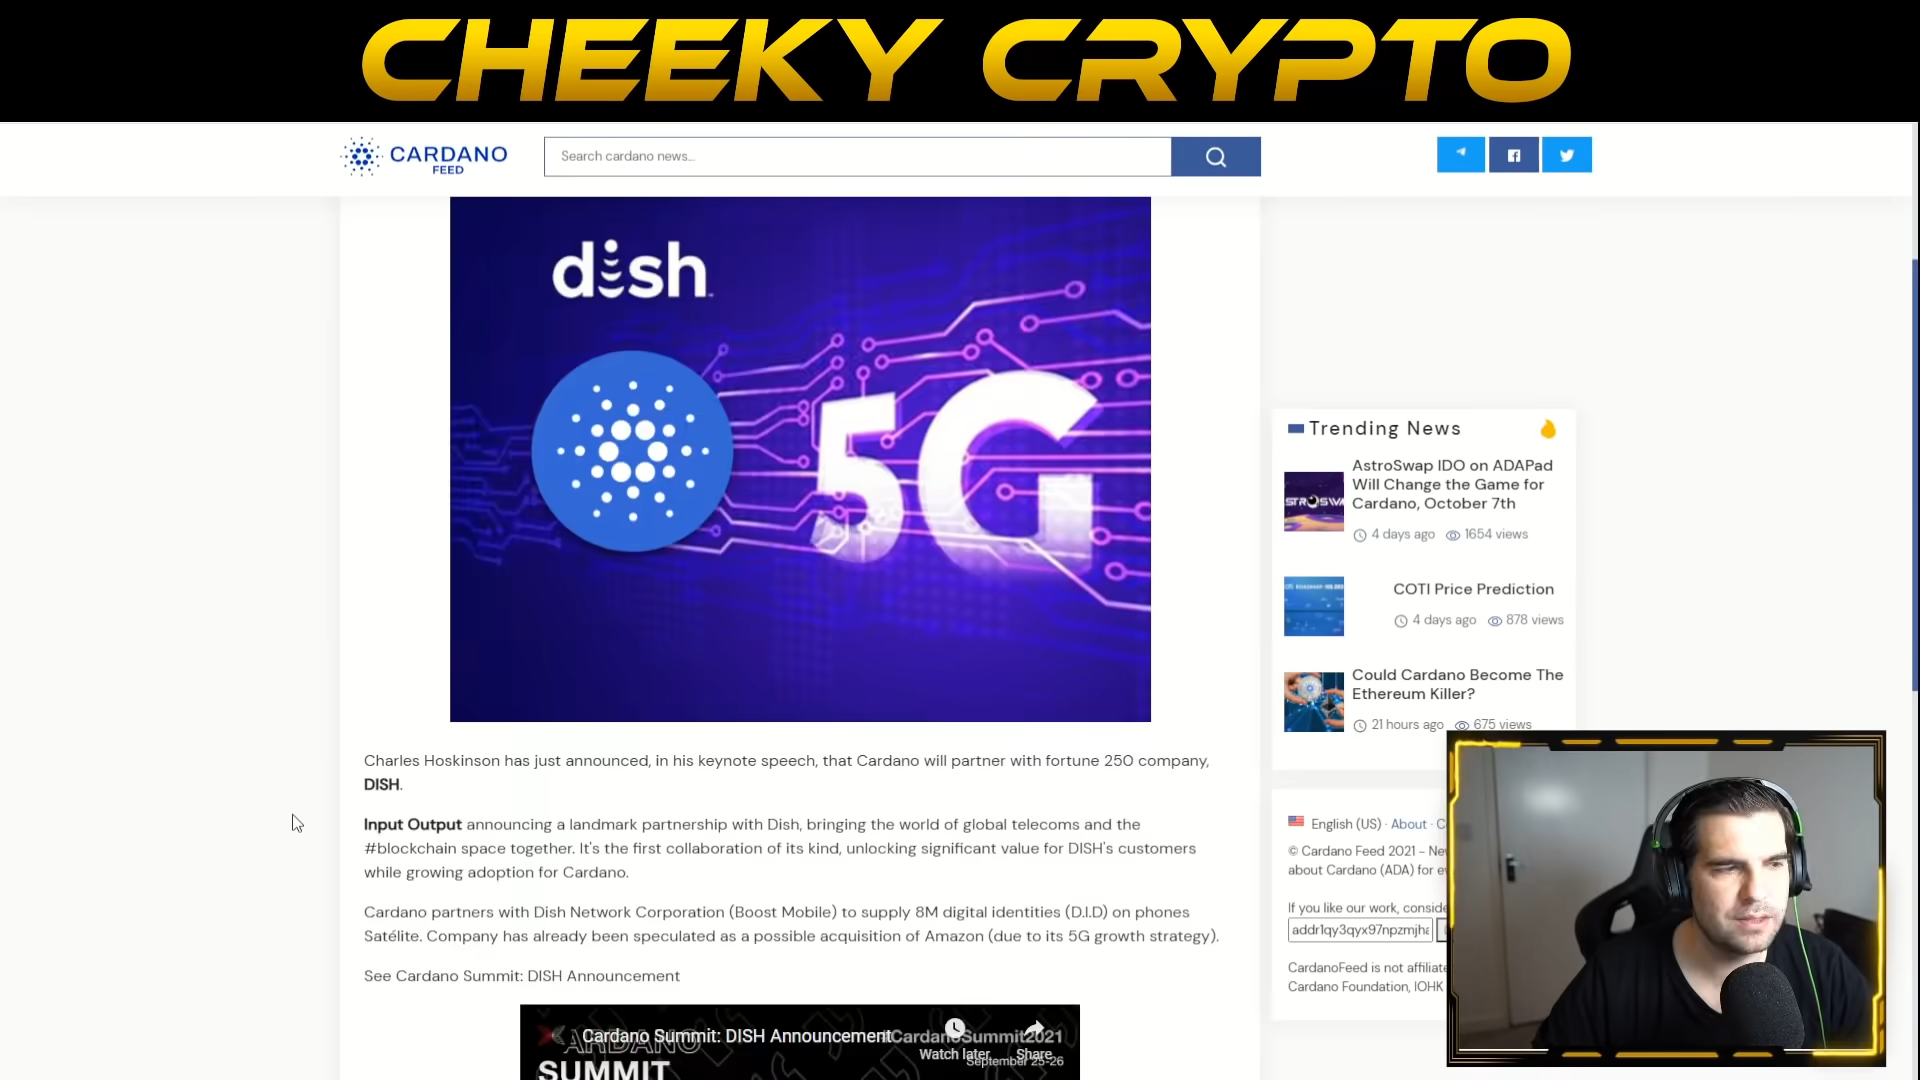 CHEEKY CRYPTO
CARDANO
FEED
Search cardano news...
dish
5G
Trending News
AstroSwap IDO on ADAPad
Will Change the Game for
Cardano, October 7th
4 days ago 1654 views
COTI Price Prediction
4 days ago 878 views
Could Cardano Become The
Ethereum Killer?
21 hours ago 675 views
Charles Hoskinson has just announced, in his keynote speech, that Cardano will partner with fortune 250 company,
DISH.
Input Output announcing a landmark partnership with Dish, bringing the world of global telecoms and the
#blockchain space together. It's the first collaboration of its kind, unlocking significant value for DISH's customers
while growing adoption for Cardano.
Cardano partners with Dish Network Corporation (Boost Mobile) to supply 8M digital identities (D.I.D) on phones
Satélite. Company has already been speculated as a possible acquisition of Amazon (due to its 5G growth strategy).
See Cardano Summit: DISH Announcement
Cardano Summit: DISH Announcement
CARDANO
SUMMIT
Watch later
Share
#CardanoSummit2021
September 25-26
English (US) · About ·
© Cardano Feed 2021 -
about Cardano (ADA) for
If you like our work,
CardanoFeed is not
Cardano Foundation, IOHK